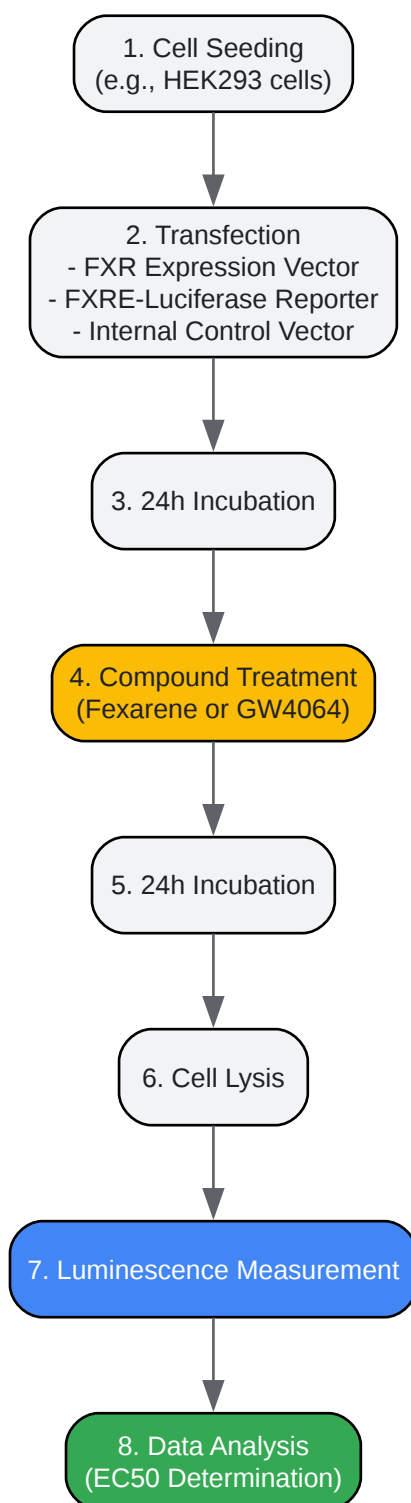 1. Cell Seeding
(e.g., HEK293 cells)
2. Transfection
- FXR Expression Vector
- FXRE-Luciferase Reporter
- Internal Control Vector
3. 24h Incubation
4. Compound Treatment
(Fexarene or GW4064)
5. 24h Incubation
6. Cell Lysis
7. Luminescence Measurement
8. Data Analysis
(EC50 Determination)